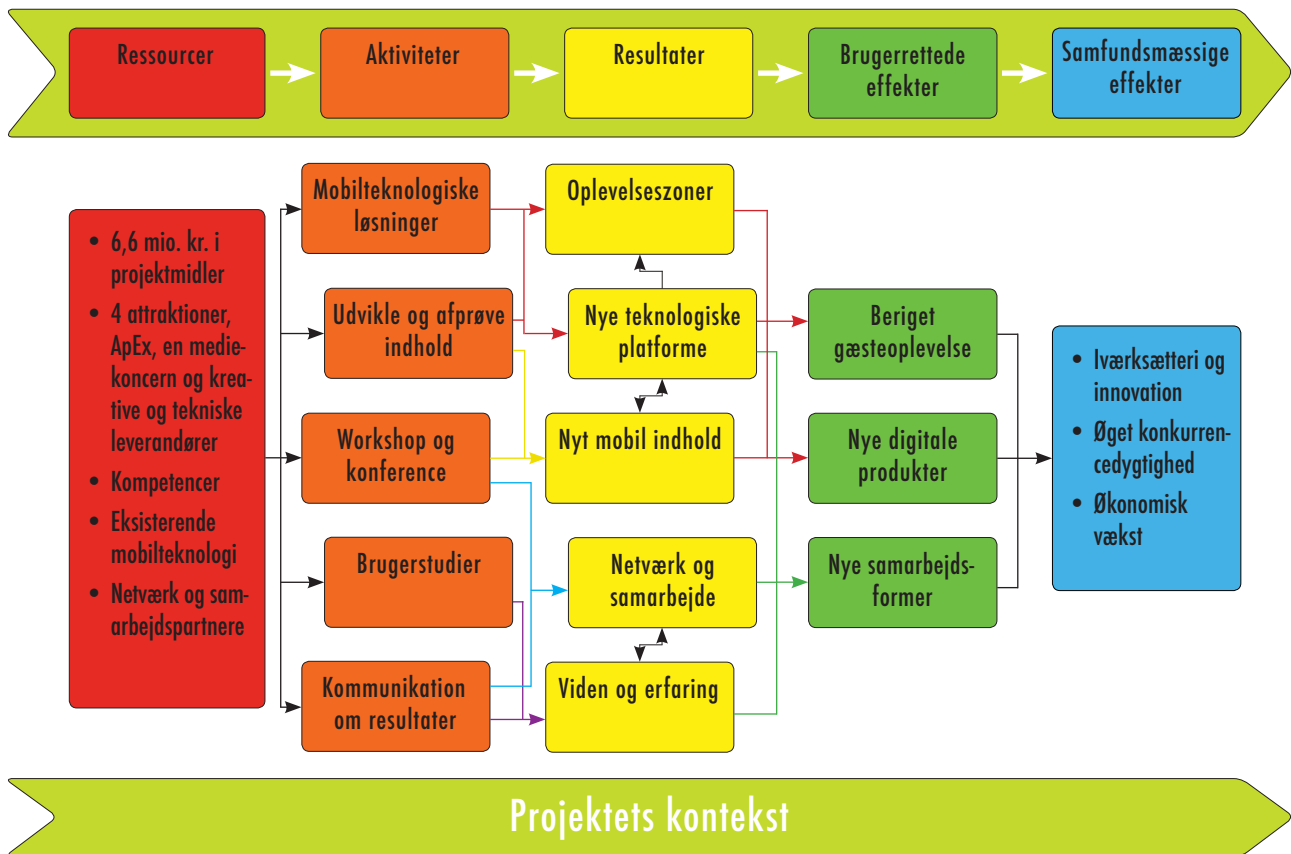 Ressourcer
Aktiviteter
Resultater
Brugerrettede
effekter
Samfundsmæssige
effekter
• 6,6 mio. kr. i
projektmidler
• 4 attraktioner,
ApEx, en medie-
koncern og krea-
tive og tekniske
leverandører
• Kompetencer
• Eksisterende
mobilteknologi
• Netværk og sam-
arbejdspartnere
Mobilteknologiske
løsninger
Udvikle og afprøve
indhold
Workshop og
konference
Brugerstudier
Kommunikation
om resultater
Oplevelseszoner
Nye teknologiske
platforme
Nyt mobil indhold
Netværk og
samarbejde
Viden og erfaring
Beriget
gæsteoplevelse
Nye digitale
produkter
Nye samarbejds-
former
• Iværksætteri og
innovation
• Øget konkurren-
cedygtighed
• Økonomisk
vækst
Projektets kontekst